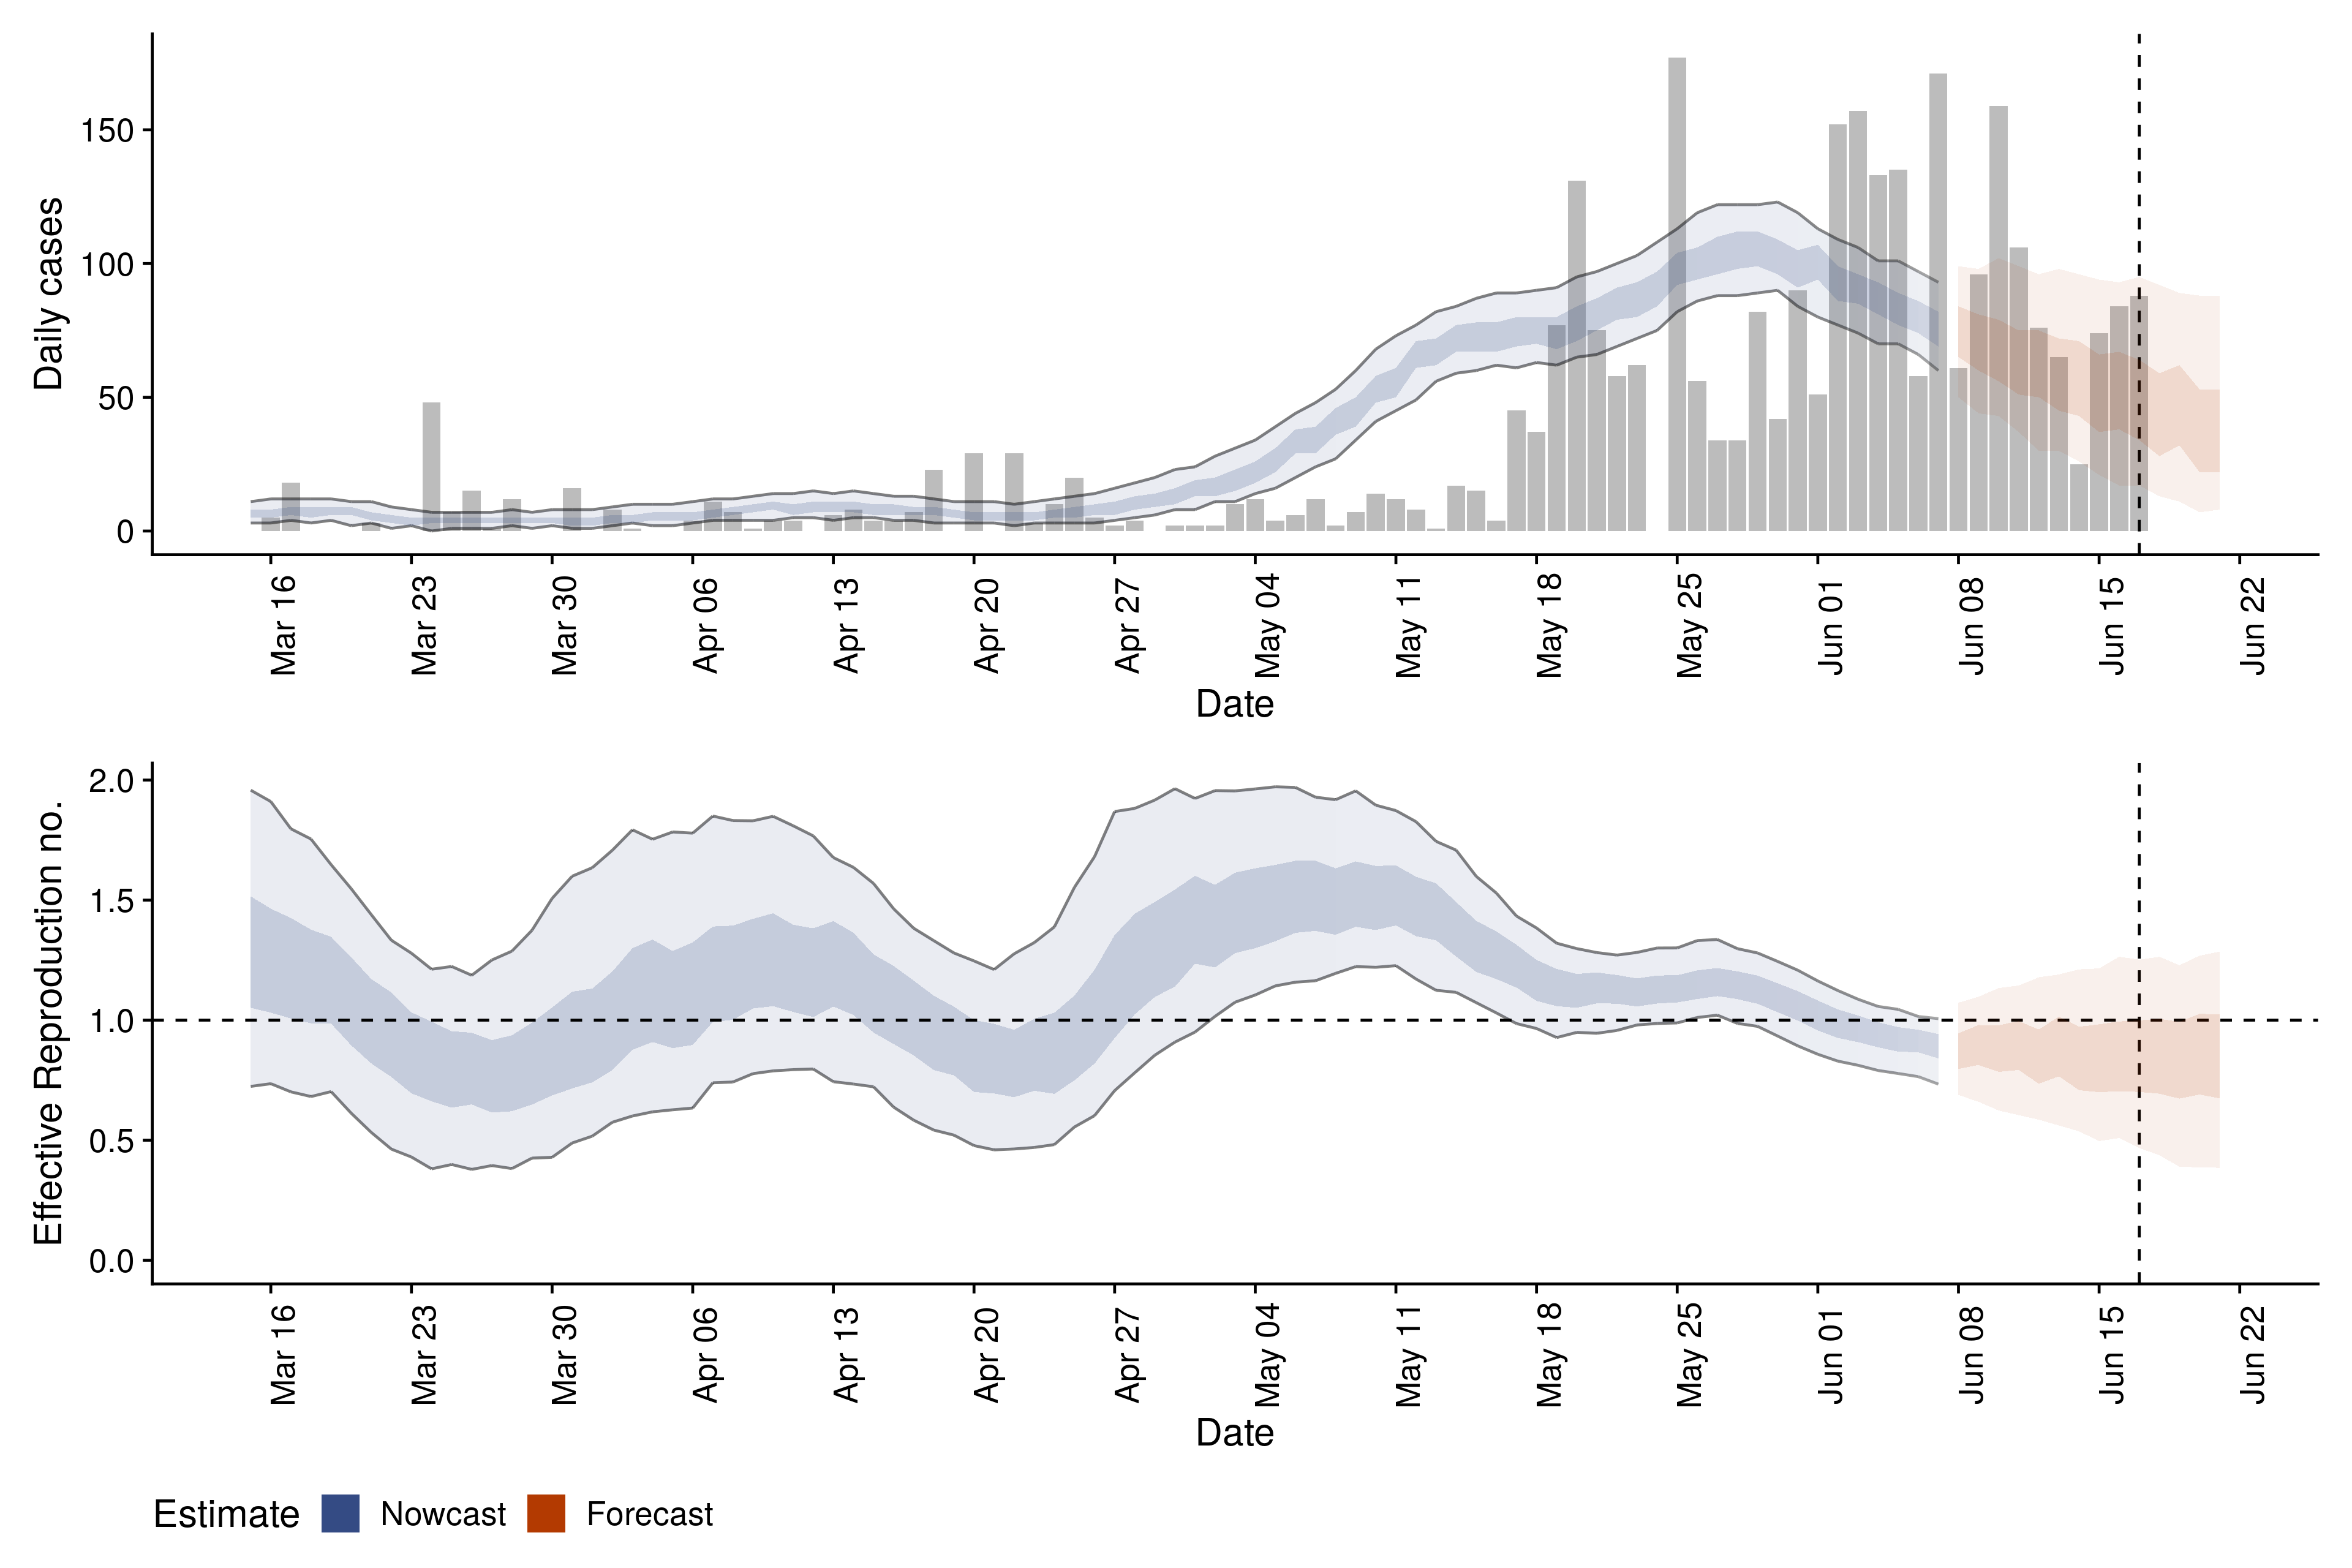 Daily cases
150
100
50
0
Mar 16
Mar 23
Mar 30
Apr 06
Apr 13
Apr 20
Apr 27
May 04
May 11
May 18
May 25
Jun 01
Jun 08
Jun 15
Jun 22
Date
Effective Reproduction no.
2.0
1.5
1.0
0.5
0.0
Mar 16
Mar 23
Mar 30
Apr 06
Apr 13
Apr 20
Apr 27
May 04
May 11
May 18
May 25
Jun 01
Jun 08
Jun 15
Jun 22
Date
Estimate Nowcast Forecast